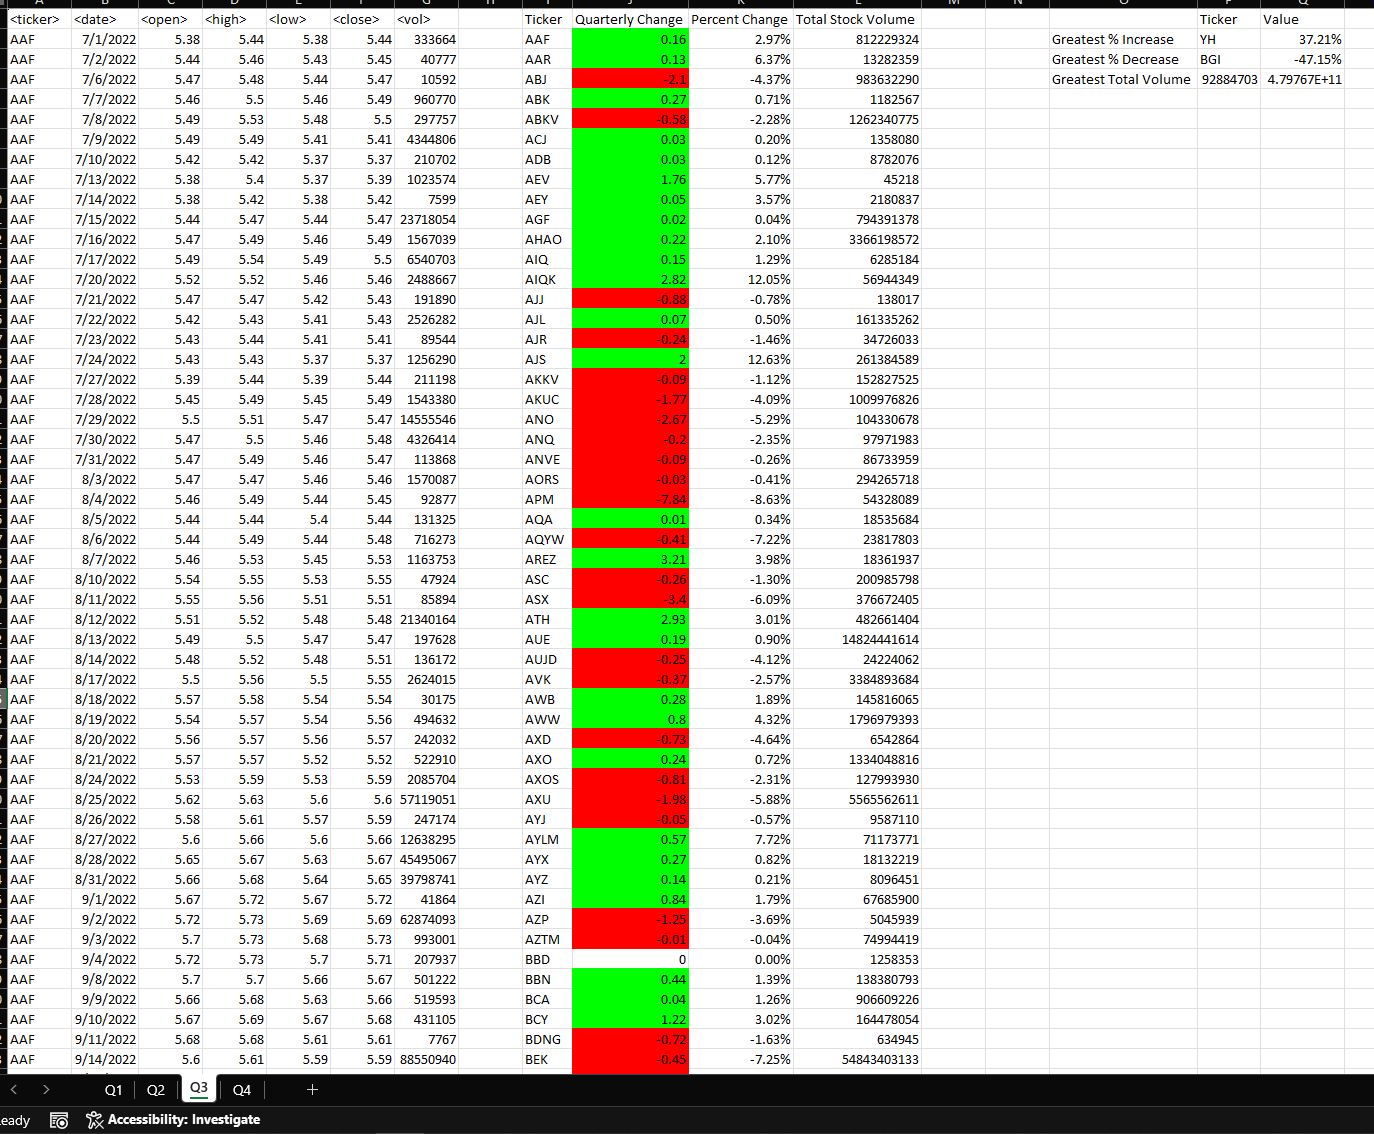 <ticker> <date> <open> <high> <low> <close> <vol> Ticker Quarterly Change Percent Change Total Stock Volume Ticker Value
AAF 7/1/2022 5.38 5.44 5.38 5.44 333664 AAF 0.16 2.97% 812229324 Greatest % Increase YH 37.21%
AAF 7/2/2022 5.44 5.46 5.43 5.45 40777 AAR 0.13 6.37% 13282359 Greatest % Decrease BGI -47.15%
AAF 7/6/2022 5.47 5.48 5.44 5.47 10592 ABJ -2.1 -4.37% 983632290 Greatest Total Volume 92884703 4.79767E+11
AAF 7/7/2022 5.46 5.5 5.46 5.49 960770 ABK 0.27 0.71% 1182567
AAF 7/8/2022 5.49 5.53 5.48 5.5 297757 ABKV -0.58 -2.28% 1262340775
AAF 7/9/2022 5.49 5.49 5.41 5.41 4344806 ACJ 0.03 0.20% 1358080
AAF 7/10/2022 5.42 5.42 5.37 5.37 210702 ADB 0.03 0.12% 8782076
AAF 7/13/2022 5.38 5.4 5.37 5.39 1023574 AEV 1.76 5.77% 45218
AAF 7/14/2022 5.38 5.42 5.38 5.42 7599 AEY 0.05 3.57% 2180837
AAF 7/15/2022 5.44 5.47 5.44 5.47 23718054 AGF 0.02 0.04% 794391378
AAF 7/16/2022 5.47 5.49 5.46 5.49 1567039 AHAO 0.22 2.10% 3366198572
AAF 7/17/2022 5.49 5.54 5.49 5.5 6540703 AIQ 0.15 1.29% 6285184
AAF 7/20/2022 5.52 5.52 5.46 5.46 2488667 AIQK 2.82 12.05% 56944349
AAF 7/21/2022 5.47 5.47 5.42 5.43 191890 AJJ -0.88 -0.78% 138017
AAF 7/22/2022 5.42 5.43 5.41 5.43 2526282 AJL 0.07 0.50% 161335262
AAF 7/23/2022 5.43 5.44 5.41 5.41 89544 AJR -0.24 -1.46% 34726033
AAF 7/24/2022 5.43 5.43 5.37 5.37 1256290 AJS 2 12.63% 261384589
AAF 7/27/2022 5.39 5.44 5.39 5.44 211198 AKKV -0.09 -1.12% 152827525
AAF 7/28/2022 5.45 5.49 5.45 5.49 1543380 AKUC -1.77 -4.09% 1009976826
AAF 7/29/2022 5.5 5.51 5.47 5.47 14555546 ANO -2.67 -5.29% 104330678
AAF 7/30/2022 5.47 5.5 5.46 5.48 4326414 ANQ -0.2 -2.35% 97971983
AAF 7/31/2022 5.47 5.49 5.46 5.47 113868 ANVE -0.09 -0.26% 86733959
AAF 8/3/2022 5.47 5.47 5.46 5.46 1570087 AORS -0.03 -0.41% 294265718
AAF 8/4/2022 5.46 5.49 5.44 5.45 92877 APM -7.84 -8.63% 54328089
AAF 8/5/2022 5.44 5.44 5.4 5.44 131325 AQA 0.01 0.34% 18535684
AAF 8/6/2022 5.44 5.49 5.44 5.48 716273 AQYW -0.41 -7.22% 23817803
AAF 8/7/2022 5.46 5.53 5.45 5.53 1163753 AREZ 3.21 3.98% 18361937
AAF 8/10/2022 5.54 5.55 5.53 5.55 47924 ASC -0.26 -1.30% 200985798
AAF 8/11/2022 5.55 5.56 5.51 5.51 85894 ASX -3.4 -6.09% 376672405
AAF 8/12/2022 5.51 5.52 5.48 5.48 21340164 ATH 2.93 3.01% 482661404
AAF 8/13/2022 5.49 5.5 5.47 5.47 197628 AUE 0.19 0.90% 14824441614
AAF 8/14/2022 5.48 5.52 5.48 5.51 136172 AUJD -0.25 -4.12% 24224062
AAF 8/17/2022 5.5 5.56 5.5 5.55 2624015 AVK -0.37 -2.57% 3384893684
AAF 8/18/2022 5.57 5.58 5.54 5.54 30175 AWB 0.28 1.89% 145816065
AAF 8/19/2022 5.54 5.57 5.54 5.56 494632 AWW 0.8 4.32% 1796979393
AAF 8/20/2022 5.56 5.57 5.56 5.57 242032 AXD -0.73 -4.64% 6542864
AAF 8/21/2022 5.57 5.57 5.52 5.52 522910 AXO 0.24 0.72% 1334048816
AAF 8/24/2022 5.53 5.59 5.53 5.59 2085704 AXOS -0.81 -2.31% 127993930
AAF 8/25/2022 5.62 5.63 5.6 5.6 57119051 AXU -1.98 -5.88% 5565562611
AAF 8/26/2022 5.58 5.61 5.57 5.59 247174 AYJ -0.05 -0.57% 9587110
AAF 8/27/2022 5.6 5.66 5.6 5.66 12638295 AYLM 0.57 7.72% 71173771
AAF 8/28/2022 5.65 5.67 5.63 5.67 45495067 AYX 0.27 0.82% 18132219
AAF 8/31/2022 5.66 5.68 5.64 5.65 39798741 AYZ 0.14 0.21% 8096451
AAF 9/1/2022 5.67 5.72 5.67 5.72 41864 AZI 0.84 1.79% 67685900
AAF 9/2/2022 5.72 5.73 5.69 5.69 62874093 AZP -1.25 -3.69% 5045939
AAF 9/3/2022 5.7 5.73 5.68 5.73 993001 AZTM -0.01 -0.04% 74994419
AAF 9/4/2022 5.72 5.73 5.7 5.71 207937 BBD 0 0.00% 1258353
AAF 9/8/2022 5.7 5.7 5.66 5.67 501222 BBN 0.44 1.39% 138380793
AAF 9/9/2022 5.66 5.68 5.63 5.66 519593 BCA 0.04 1.26% 906609226
AAF 9/10/2022 5.67 5.69 5.67 5.68 431105 BCY 1.22 3.02% 164478054
AAF 9/11/2022 5.68 5.68 5.61 5.61 7767 BDNG -0.72 -1.63% 634945
AAF 9/14/2022 5.6 5.61 5.59 5.59 88550940 BEK -0.45 -7.25% 54843403133
Q1 Q2 Q3 Q4 +
eady Accessibility: Investigate